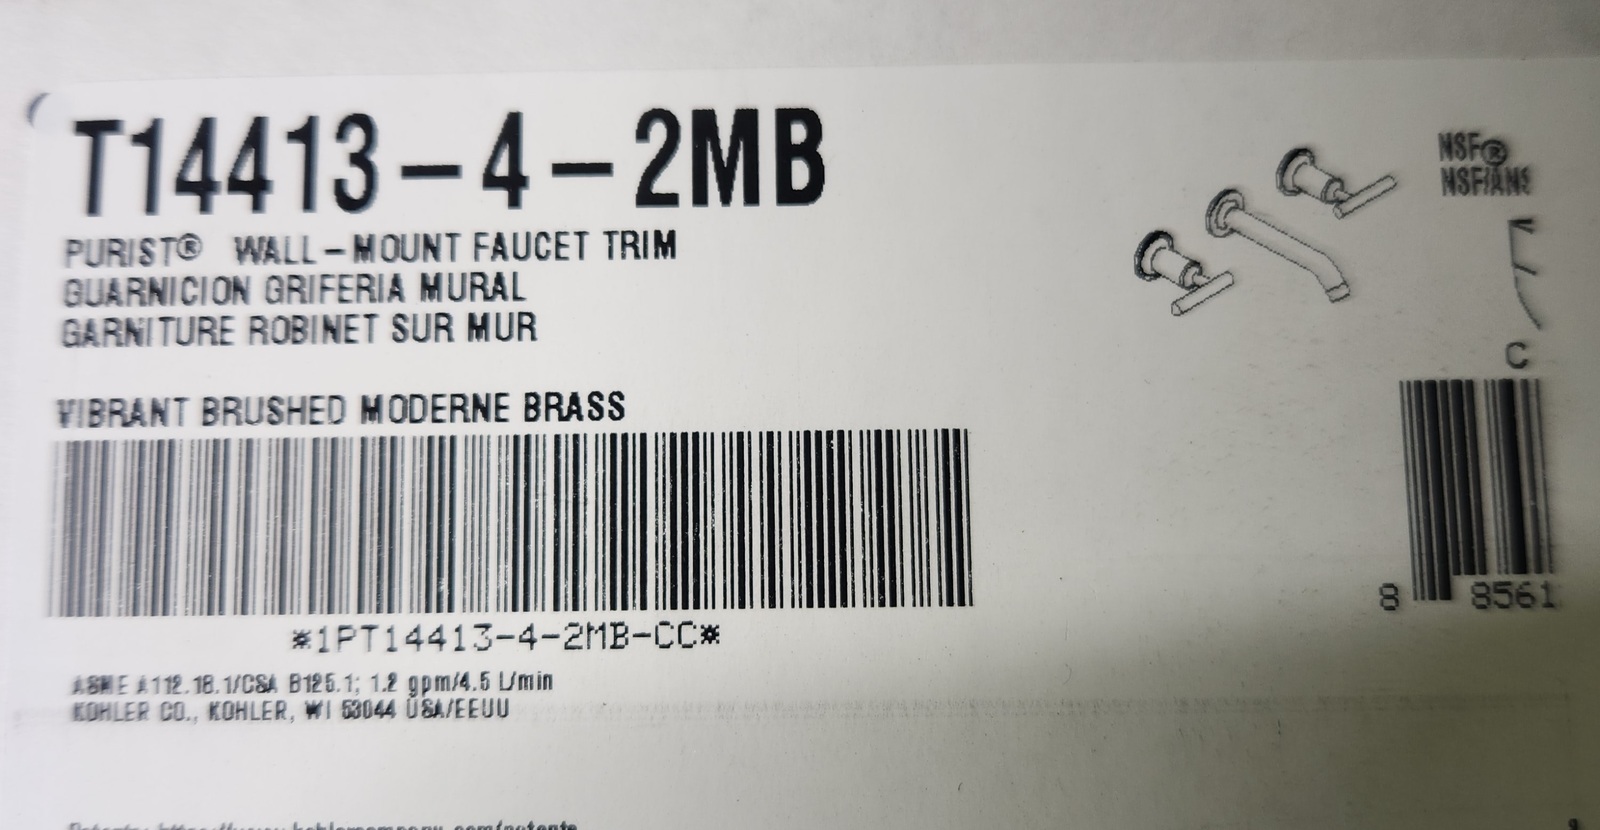 T14413-4-2MB
PURIST® WALL-MOUNT FAUCET TRIM
GUARNICION GRIFERIA MURAL
GARNITURE ROBINET SUR MUR
VIBRANT BRUSHED MODERNE BRASS
*1PT14413-4-2MB-CC*
ASME A112.18.1/CSA B125.1; 1.2 gpm/4.5 L/min
KOHLER CO., KOHLER, WI 53044 USA/EEUU
NSF®
NSF/ANS
C
8 8561